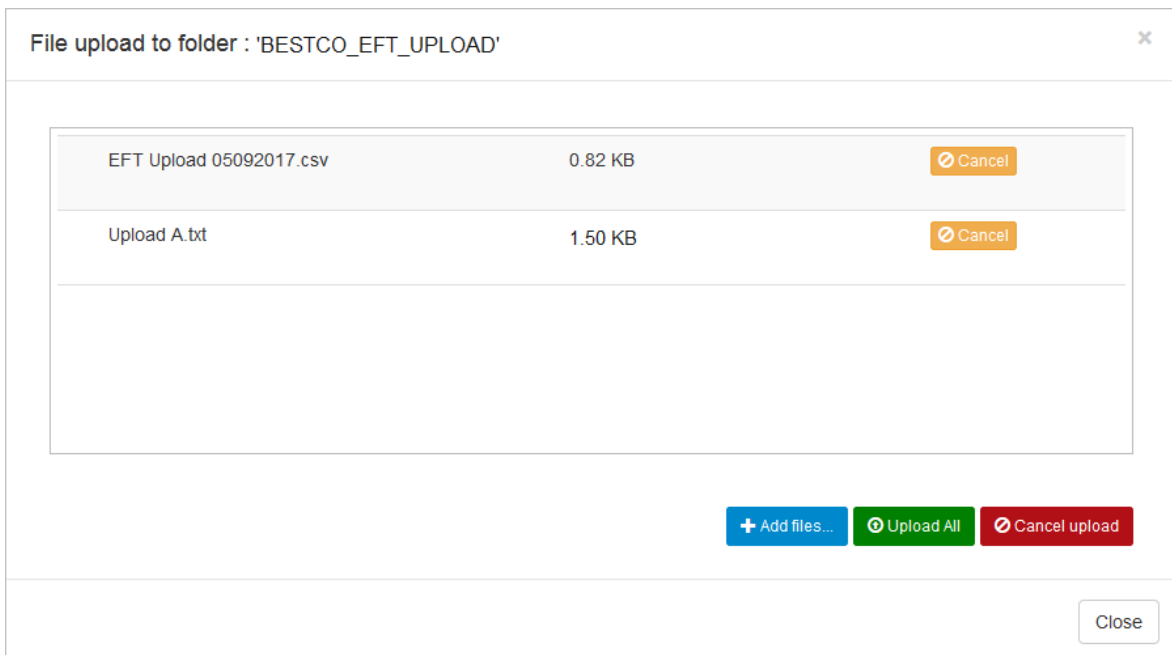 File upload to folder : 'BESTCO_EFT_UPLOAD' ×
EFT Upload 05092017.csv 0.82 KB Cancel
Upload A.txt 1.50 KB Cancel
Add files... Upload All Cancel upload
Close